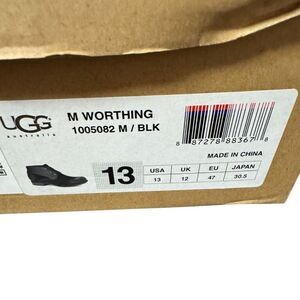 UGG
australia
M WORTHING
1005082 M / BLK
8 87278 88367 8
MADE IN CHINA
13
USA UK EU JAPAN
13 12 47 30.5